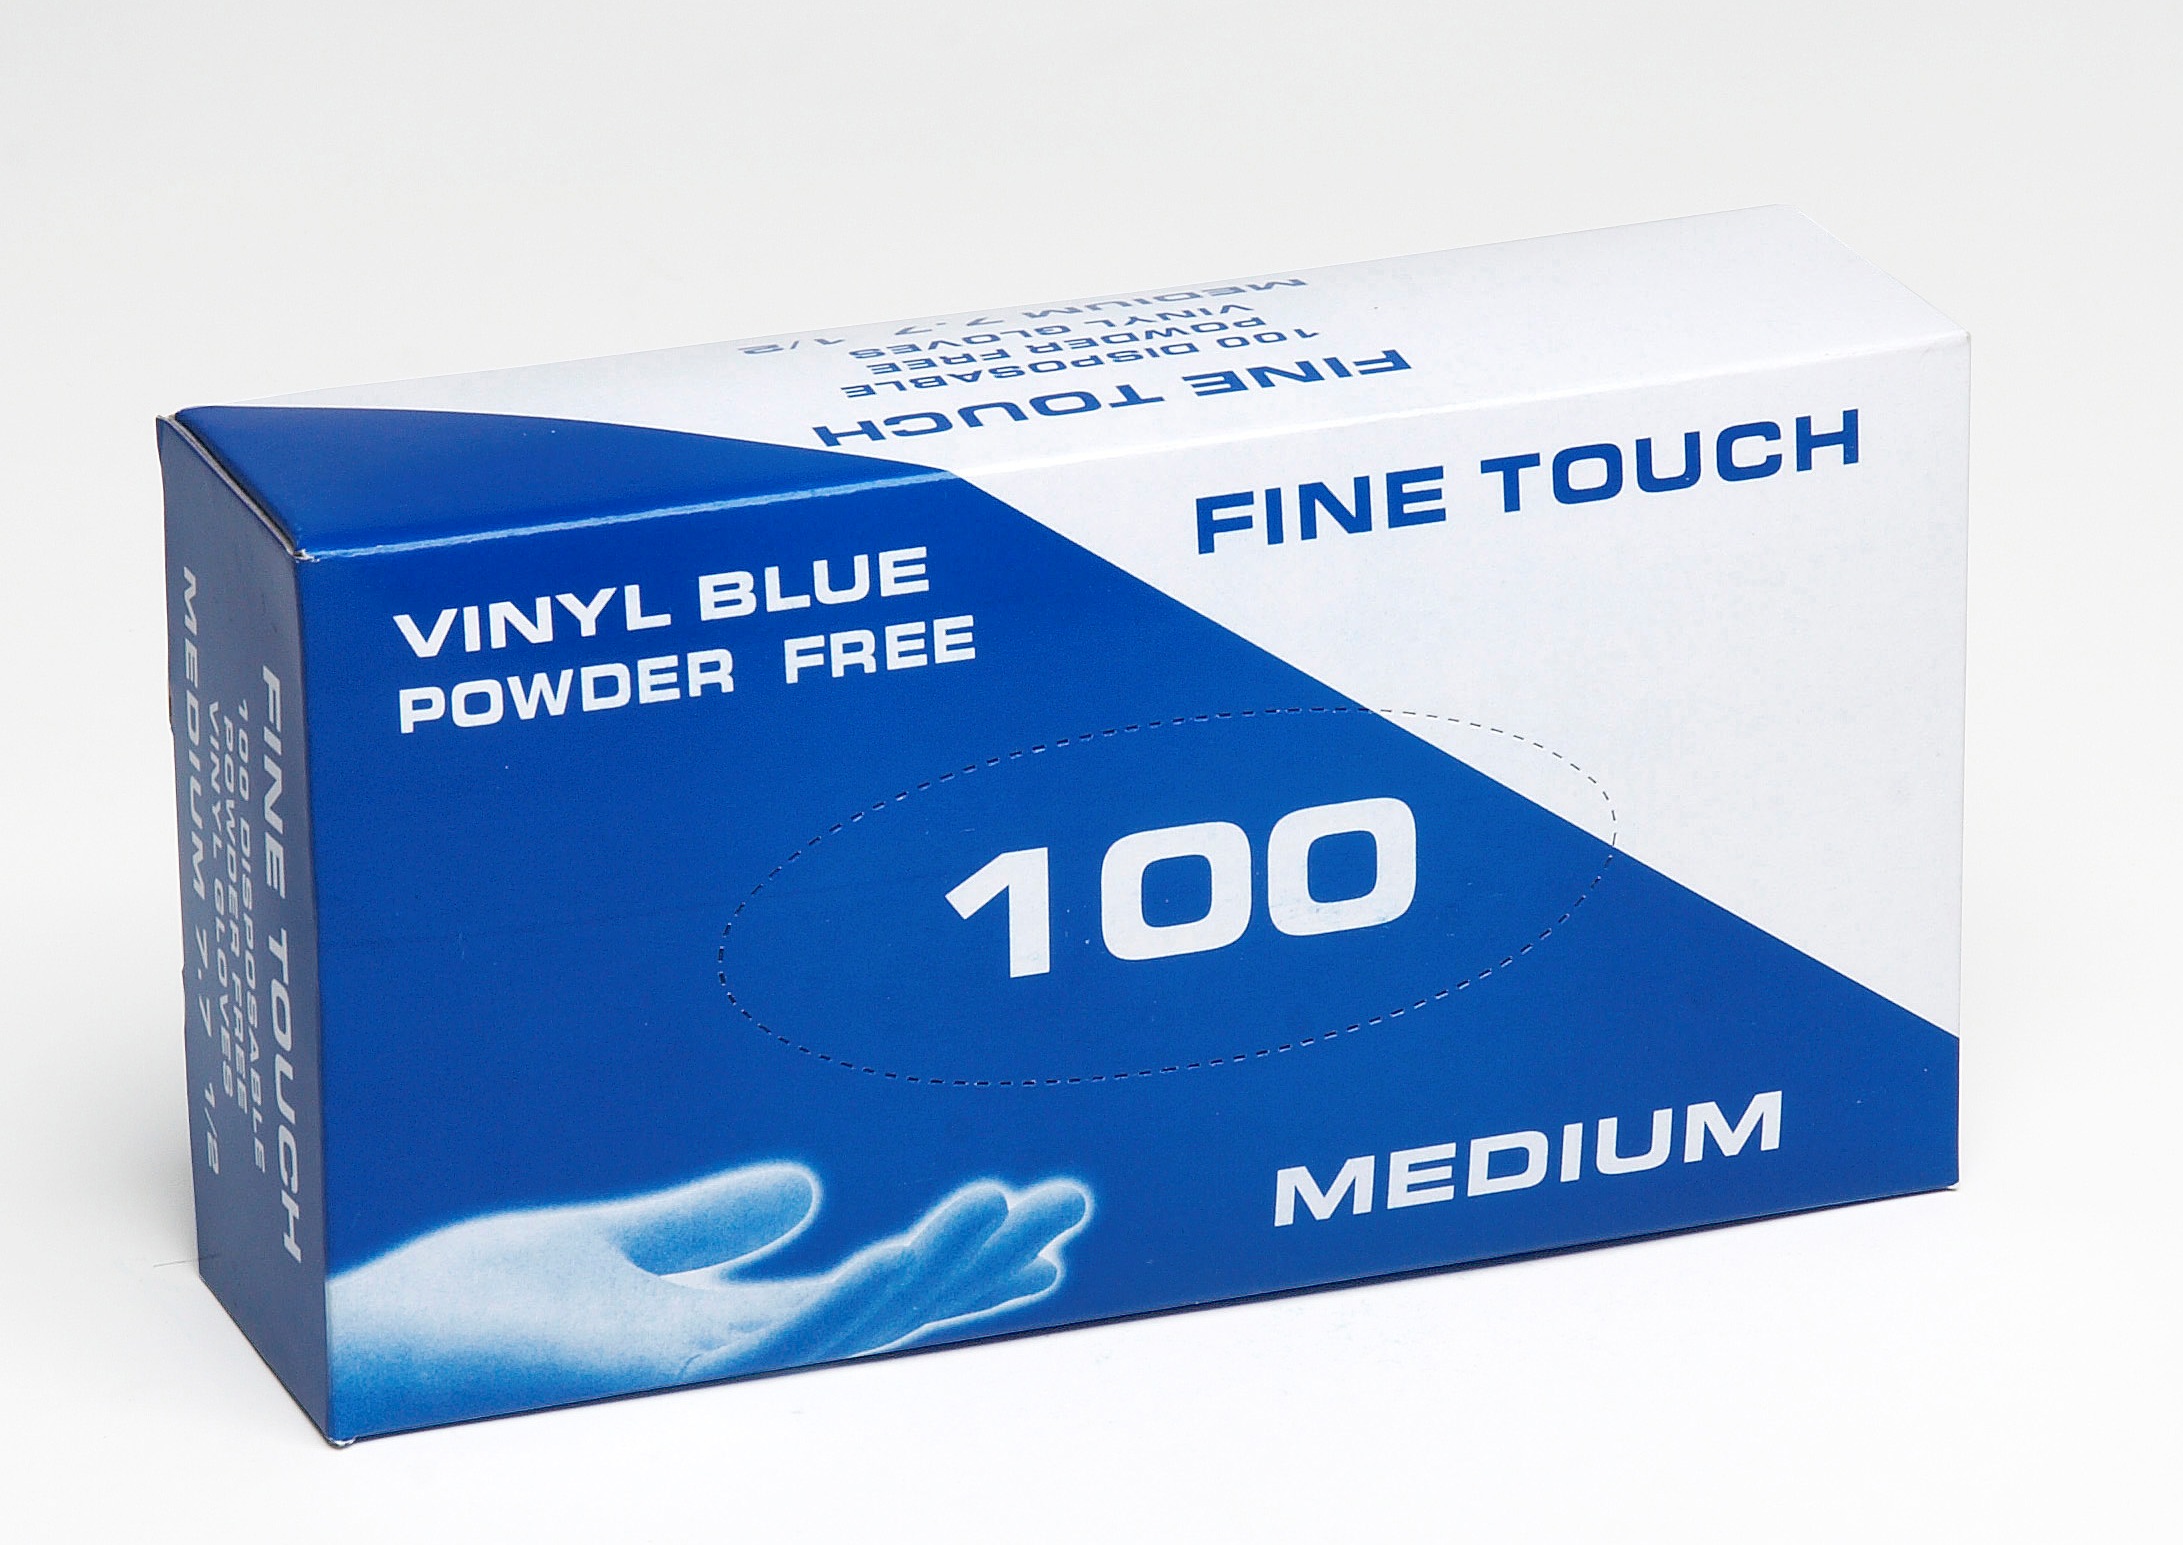 FINE TOUCH
100 DISPOSABLE
POWDER FREE
VINYL GLOVES
MEDIUM 7-7 1/2
FINE TOUCH
VINYL BLUE
POWDER FREE
100
MEDIUM
FINE TOUCH
100 DISPOSABLE
POWDER FREE
VINYL GLOVES
MEDIUM 7-7 1/2